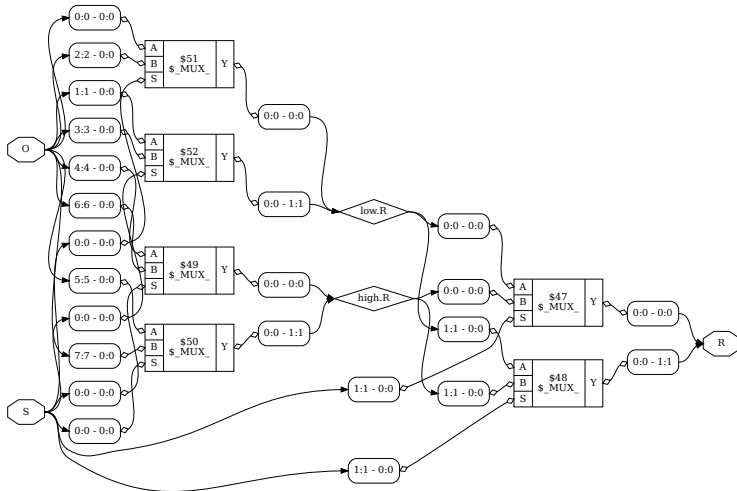 0:0 - 0:0
2:2 - 0:0
1:1 - 0:0
3:3 - 0:0
4:4 - 0:0
6:6 - 0:0
0:0 - 0:0
5:5 - 0:0
0:0 - 0:0
7:7 - 0:0
0:0 - 0:0
0:0 - 0:0
O
S
A
B
S
$51
$_MUX_
Y
A
B
S
$52
$_MUX_
Y
A
B
S
$49
$_MUX_
Y
A
B
S
$50
$_MUX_
Y
0:0 - 0:0
0:0 - 1:1
0:0 - 0:0
0:0 - 1:1
low.R
high.R
1:1 - 0:0
1:1 - 0:0
0:0 - 0:0
0:0 - 0:0
1:1 - 0:0
1:1 - 0:0
A
B
S
$47
$_MUX_
Y
A
B
S
$48
$_MUX_
Y
0:0 - 0:0
0:0 - 1:1
R